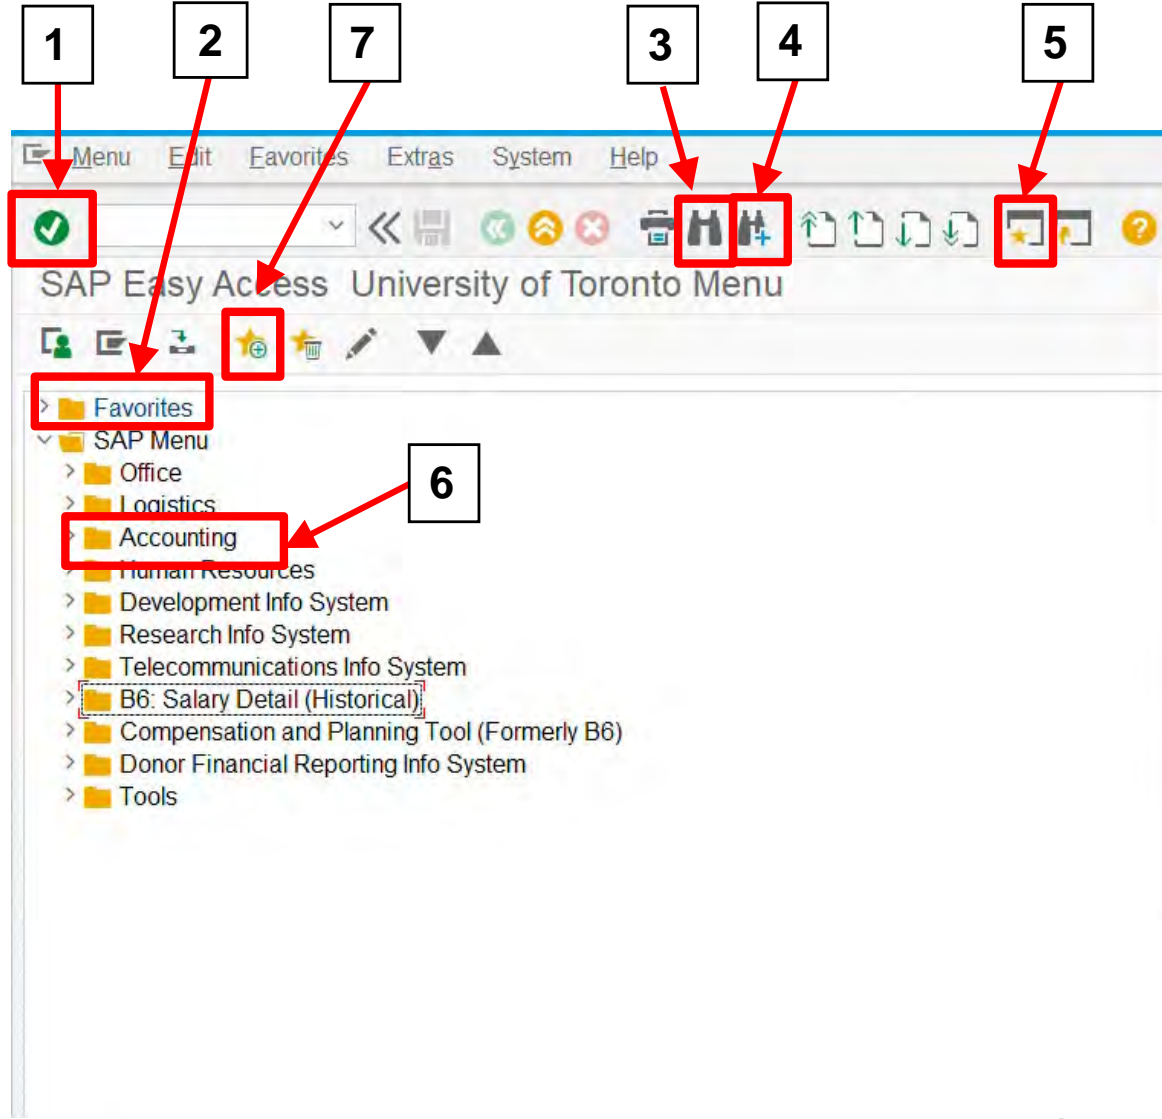 1 2 7 3 4 5
Menu Edit Favorites Extras System Help
SAP Easy Access University of Toronto Menu
Favorites
SAP Menu
Office
6
Logistics
Accounting
Human Resources
Development Info System
Research Info System
Telecommunications Info System
B6: Salary Detail (Historical)
Compensation and Planning Tool (Formerly B6)
Donor Financial Reporting Info System
Tools